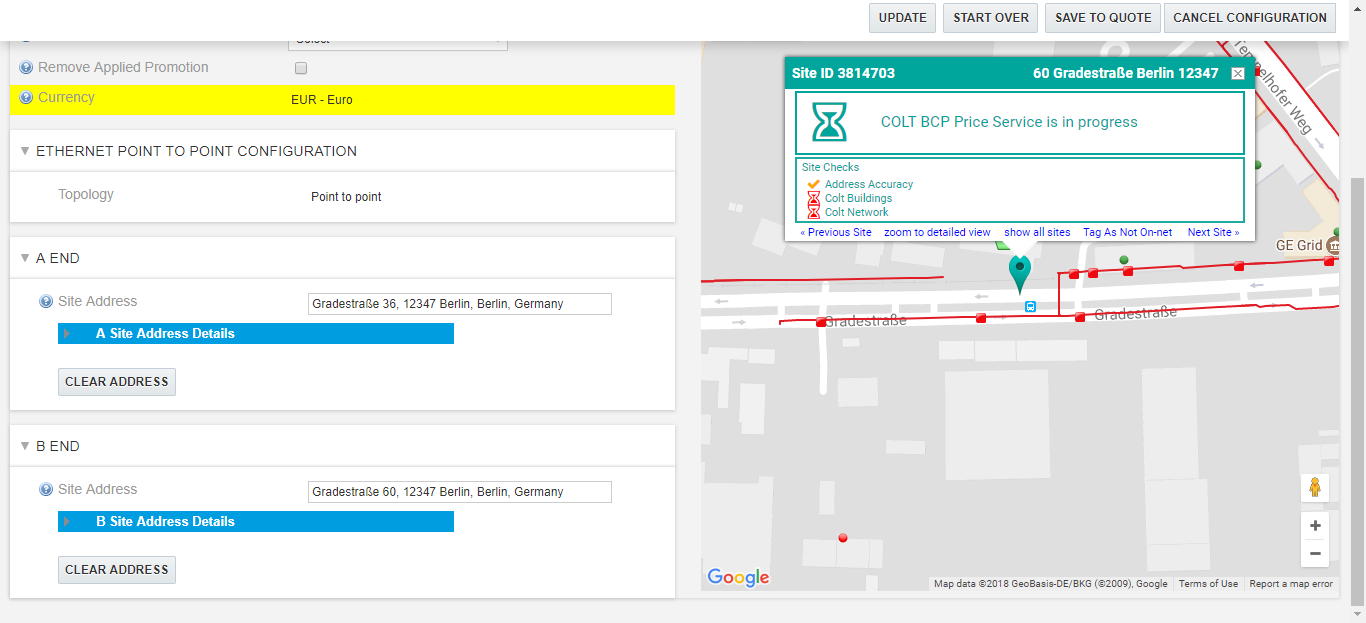 UPDATE
START OVER
SAVE TO QUOTE
CANCEL CONFIGURATION
Remove Applied Promotion
Currency
EUR - Euro
ETHERNET POINT TO POINT CONFIGURATION
Topology
Point to point
A END
Site Address
Gradestraße 36, 12347 Berlin, Berlin, Germany
A Site Address Details
CLEAR ADDRESS
B END
Site Address
Gradestraße 60, 12347 Berlin, Berlin, Germany
B Site Address Details
CLEAR ADDRESS
Site ID 3814703
60 Gradestraße Berlin 12347
COLT BCP Price Service is in progress
Site Checks
Address Accuracy
Colt Buildings
Colt Network
« Previous Site
zoom to detailed view
show all sites
Tag As Not On-net
Next Site »
Tempelhofer Weg
GE Grid
Gradestraße
Gradestraße
Google
Map data ©2018 GeoBasis-DE/BKG (©2009), Google
Terms of Use
Report a map error